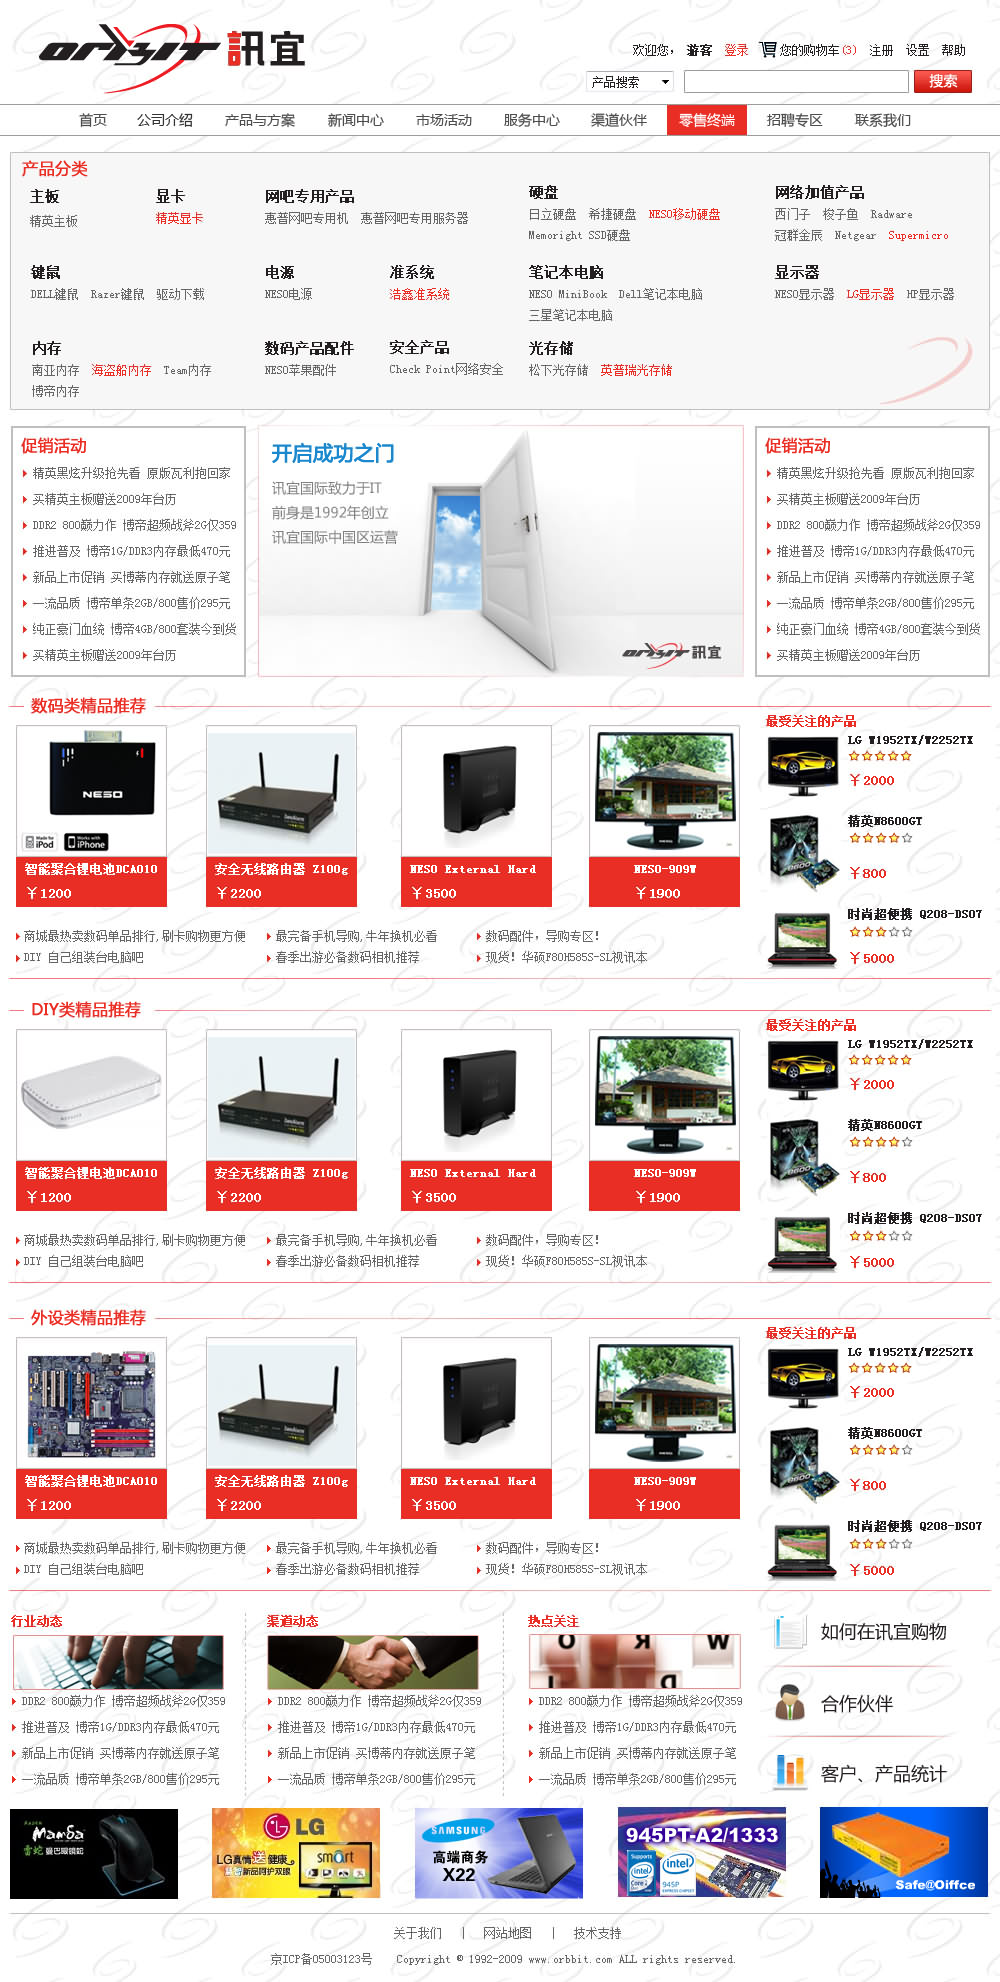 orbit 訊宜
欢迎您， 游客 登录 您的购物车(3) 注册 设置 帮助
产品搜索 搜索
首页 公司介绍 产品与方案 新闻中心 市场活动 服务中心 渠道伙伴 零售终端 招聘专区 联系我们
产品分类
主板 显卡 网吧专用产品 硬盘 网络加值产品
精英主板 精英显卡 惠普网吧专用机 惠普网吧专用服务器 日立硬盘 希捷硬盘 NESO移动硬盘 西门子 梭子鱼 Radware
Memoright SSD硬盘 冠群金辰 Netgear Supermicro
键鼠 电源 准系统 笔记本电脑 显示器
DELL键鼠 Razer键鼠 驱动下载 NESO电源 浩鑫准系统 NESO MiniBook Dell笔记本电脑 NESO显示器 LG显示器 HP显示器
三星笔记本电脑
内存 数码产品配件 安全产品 光存储
南亚内存 海盗船内存 Team内存 NESO苹果配件 Check Point网络安全 松下光存储 英普瑞光存储
博帝内存
促销活动
精英黑炫升级抢先看 原版瓦利抱回家
买精英主板赠送2009年台历
DDR2 800巅力作 博帝超频战斧2G仅359
推进普及 博帝1G/DDR3内存最低470元
新品上市促销 买博蒂内存就送原子笔
一流品质 博帝单条2GB/800售价295元
纯正豪门血统 博帝4GB/800套装今到货
买精英主板赠送2009年台历
开启成功之门
讯宜国际致力于IT
前身是1992年创立
讯宜国际中国区运营
orbit 訊宜
促销活动
精英黑炫升级抢先看 原版瓦利抱回家
买精英主板赠送2009年台历
DDR2 800巅力作 博帝超频战斧2G仅359
推进普及 博帝1G/DDR3内存最低470元
新品上市促销 买博蒂内存就送原子笔
一流品质 博帝单条2GB/800售价295元
纯正豪门血统 博帝4GB/800套装今到货
买精英主板赠送2009年台历
数码类精品推荐
NESO
Made for iPod Works with iPhone
智能聚合锂电池DCA010 安全无线路由器 Z100g NESO External Hard NESO-909W
￥1200 ￥2200 ￥3500 ￥1900
商城最热卖数码单品排行,刷卡购物更方便 最完备手机导购,牛年换机必看 数码配件，导购专区!
DIY 自己组装台电脑吧 春季出游必备数码相机推荐 现货! 华硕F80H585S-SL视讯本
最受关注的产品
LG W1952TX/W2252TX
￥2000
精英N8600GT
￥800
时尚超便携 Q208-DS07
￥5000
DIY类精品推荐
智能聚合锂电池DCA010 安全无线路由器 Z100g NESO External Hard NESO-909W
￥1200 ￥2200 ￥3500 ￥1900
商城最热卖数码单品排行,刷卡购物更方便 最完备手机导购,牛年换机必看 数码配件，导购专区!
DIY 自己组装台电脑吧 春季出游必备数码相机推荐 现货! 华硕F80H585S-SL视讯本
最受关注的产品
LG W1952TX/W2252TX
￥2000
精英N8600GT
￥800
时尚超便携 Q208-DS07
￥5000
外设类精品推荐
智能聚合锂电池DCA010 安全无线路由器 Z100g NESO External Hard NESO-909W
￥1200 ￥2200 ￥3500 ￥1900
商城最热卖数码单品排行,刷卡购物更方便 最完备手机导购,牛年换机必看 数码配件，导购专区!
DIY 自己组装台电脑吧 春季出游必备数码相机推荐 现货! 华硕F80H585S-SL视讯本
最受关注的产品
LG W1952TX/W2252TX
￥2000
精英N8600GT
￥800
时尚超便携 Q208-DS07
￥5000
行业动态
DDR2 800巅力作 博帝超频战斧2G仅359
推进普及 博帝1G/DDR3内存最低470元
新品上市促销 买博蒂内存就送原子笔
一流品质 博帝单条2GB/800售价295元
渠道动态
DDR2 800巅力作 博帝超频战斧2G仅359
推进普及 博帝1G/DDR3内存最低470元
新品上市促销 买博蒂内存就送原子笔
一流品质 博帝单条2GB/800售价295元
热点关注
DDR2 800巅力作 博帝超频战斧2G仅359
推进普及 博帝1G/DDR3内存最低470元
新品上市促销 买博蒂内存就送原子笔
一流品质 博帝单条2GB/800售价295元
如何在讯宜购物
合作伙伴
客户、产品统计
Mamba
雷蛇 曼巴眼镜蛇
LG
LG真情送健康
smart
SAMSUNG
高端商务
X22
945PT-A2/1333
Supports intel Core 2
intel
945P
EXPRESS CHIPSET
Safe@Oiffce
关于我们 | 网站地图 | 技术支持
京ICP备05003123号 Copyright © 1992-2009 www.orbbit.com ALL rights reserved.